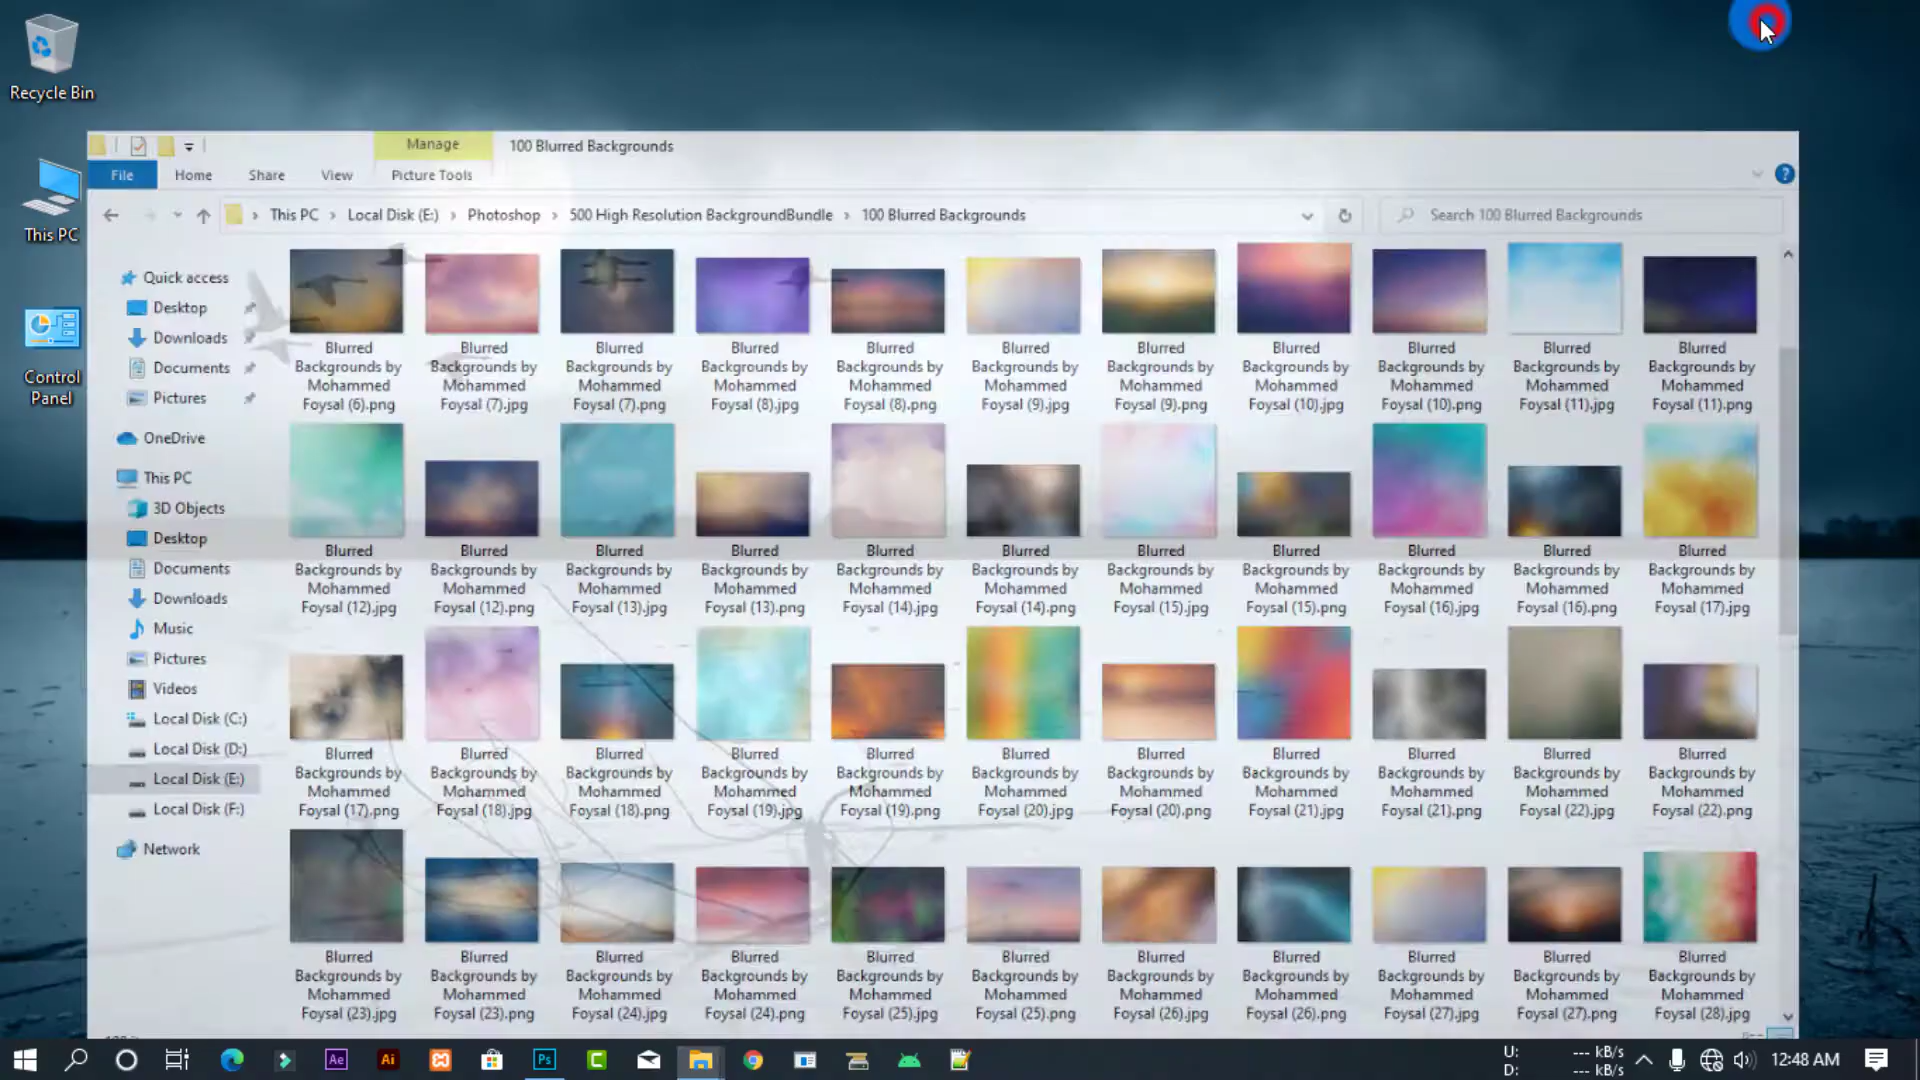 Recycle Bin
This PC
Control
Panel
Manage
100 Blurred Backgrounds
File
Home
Share
View
Picture Tools
This PC
Local Disk (E:)
Photoshop
500 High Resolution BackgroundBundle
100 Blurred Backgrounds
Search 100 Blurred Backgrounds
Quick access
Desktop
Downloads
Documents
Pictures
OneDrive
This PC
3D Objects
Desktop
Documents
Downloads
Music
Pictures
Videos
Local Disk (C:)
Local Disk (D:)
Local Disk (E:)
Local Disk (F:)
Network
Blurred Blurred Blurred Blurred Blurred Blurred Blurred Blurred Blurred Blurred Blurred
Backgrounds by Backgrounds by Backgrounds by Backgrounds by Backgrounds by Backgrounds by Backgrounds by Backgrounds by Backgrounds by Backgrounds by Backgrounds by
Mohammed Mohammed Mohammed Mohammed Mohammed Mohammed Mohammed Mohammed Mohammed Mohammed Mohammed
Foysal (6).png Foysal (7).jpg Foysal (7).png Foysal (8).jpg Foysal (8).png Foysal (9).jpg Foysal (9).png Foysal (10).jpg Foysal (10).png Foysal (11).jpg Foysal (11).png
Blurred Blurred Blurred Blurred Blurred Blurred Blurred Blurred Blurred Blurred Blurred
Backgrounds by Backgrounds by Backgrounds by Backgrounds by Backgrounds by Backgrounds by Backgrounds by Backgrounds by Backgrounds by Backgrounds by Backgrounds by
Mohammed Mohammed Mohammed Mohammed Mohammed Mohammed Mohammed Mohammed Mohammed Mohammed Mohammed
Foysal (12).jpg Foysal (12).png Foysal (13).jpg Foysal (13).png Foysal (14).jpg Foysal (14).png Foysal (15).jpg Foysal (15).png Foysal (16).jpg Foysal (16).png Foysal (17).jpg
Blurred Blurred Blurred Blurred Blurred Blurred Blurred Blurred Blurred Blurred Blurred
Backgrounds by Backgrounds by Backgrounds by Backgrounds by Backgrounds by Backgrounds by Backgrounds by Backgrounds by Backgrounds by Backgrounds by Backgrounds by
Mohammed Mohammed Mohammed Mohammed Mohammed Mohammed Mohammed Mohammed Mohammed Mohammed Mohammed
Foysal (17).png Foysal (18).jpg Foysal (18).png Foysal (19).jpg Foysal (19).png Foysal (20).jpg Foysal (20).png Foysal (21).jpg Foysal (21).png Foysal (22).jpg Foysal (22).png
Blurred Blurred Blurred Blurred Blurred Blurred Blurred Blurred Blurred Blurred Blurred
Backgrounds by Backgrounds by Backgrounds by Backgrounds by Backgrounds by Backgrounds by Backgrounds by Backgrounds by Backgrounds by Backgrounds by Backgrounds by
Mohammed Mohammed Mohammed Mohammed Mohammed Mohammed Mohammed Mohammed Mohammed Mohammed Mohammed
Foysal (23).jpg Foysal (23).png Foysal (24).jpg Foysal (24).png Foysal (25).jpg Foysal (25).png Foysal (26).jpg Foysal (26).png Foysal (27).jpg Foysal (27).png Foysal (28).jpg
Ae
Ai
Ps
C
U: --- kB/s
D: --- kB/s
12:48 AM